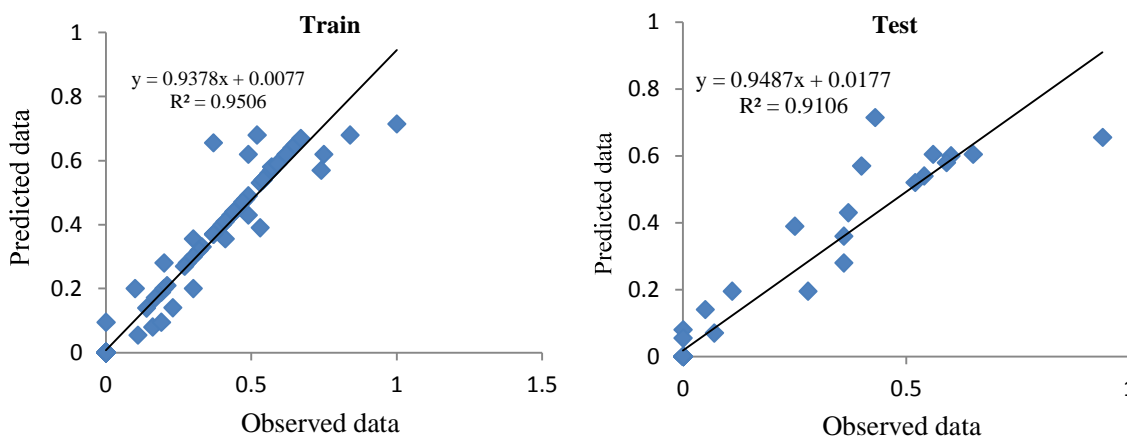 Train
y = 0.9378x + 0.0077
R² = 0.9506
Predicted data
1
0.8
0.6
0.4
0.2
0
0 0.5 1 1.5
Observed data
Test
y = 0.9487x + 0.0177
R² = 0.9106
Predicted data
1
0.8
0.6
0.4
0.2
0
0 0.5 1
Observed data